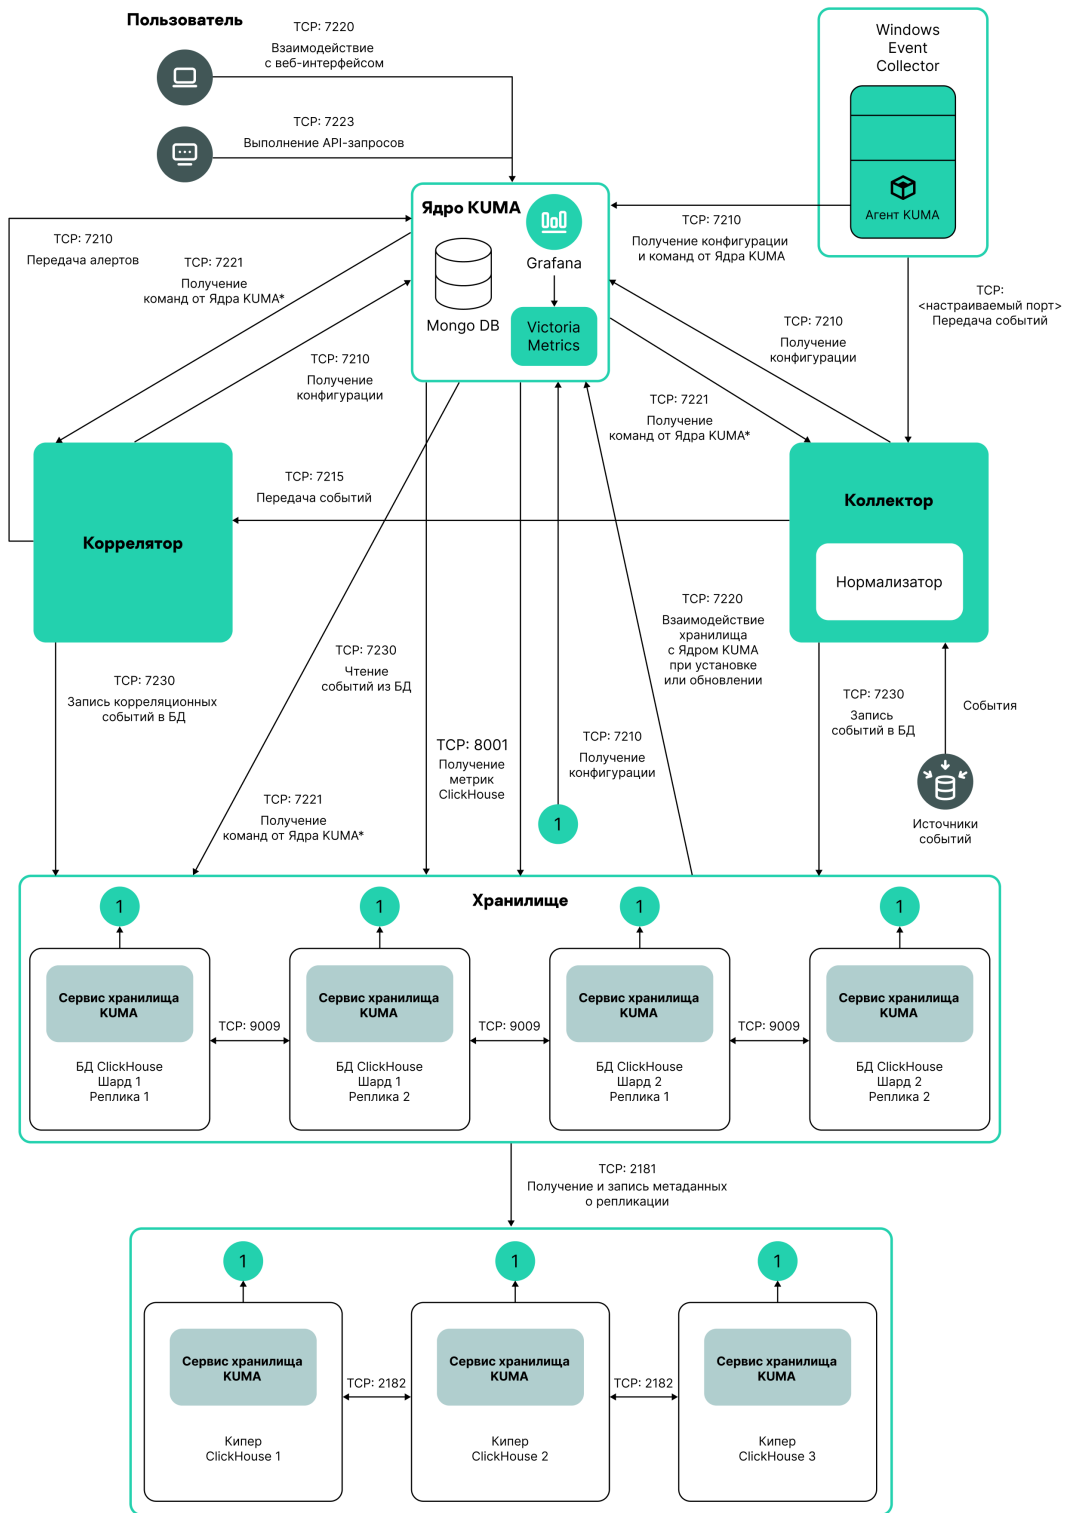 Пользователь
TCP: 7220
Взаимодействие
с веб-интерфейсом
TCP: 7223
Выполнение API-запросов
Windows
Event
Collector
Агент KUMA
Ядро KUMA
Grafana
Mongo DB
Victoria
Metrics
TCP: 7210
Передача алертов
TCP: 7221
Получение
команд от Ядра KUMA*
TCP: 7210
Получение конфигурации
и команд от Ядра KUMA
TCP:
<настраиваемый порт>
Передача событий
TCP: 7210
Получение
конфигурации
TCP: 7210
Получение
конфигурации
TCP: 7221
Получение
команд от Ядра KUMA*
TCP: 7215
Передача событий
Коррелятор
Коллектор
Нормализатор
TCP: 7230
Запись корреляционных
событий в БД
TCP: 7230
Чтение
событий из БД
TCP: 7220
Взаимодействие
хранилища
с Ядром KUMA
при установке
или обновлении
TCP: 7230
Запись
событий в БД
События
TCP: 8001
Получение
метрик
ClickHouse
TCP: 7210
Получение
конфигурации
1
TCP: 7221
Получение
команд от Ядра KUMA*
Источники
событий
Хранилище
1
1
1
1
Сервис хранилища
KUMA
Сервис хранилища
KUMA
Сервис хранилища
KUMA
Сервис хранилища
KUMA
TCP: 9009
TCP: 9009
TCP: 9009
БД ClickHouse
Шард 1
Реплика 1
БД ClickHouse
Шард 1
Реплика 2
БД ClickHouse
Шард 2
Реплика 1
БД ClickHouse
Шард 2
Реплика 2
TCP: 2181
Получение и запись метаданных
о репликации
1
1
1
Сервис хранилища
KUMA
Сервис хранилища
KUMA
Сервис хранилища
KUMA
TCP: 2182
TCP: 2182
Кипер
ClickHouse 1
Кипер
ClickHouse 2
Кипер
ClickHouse 3